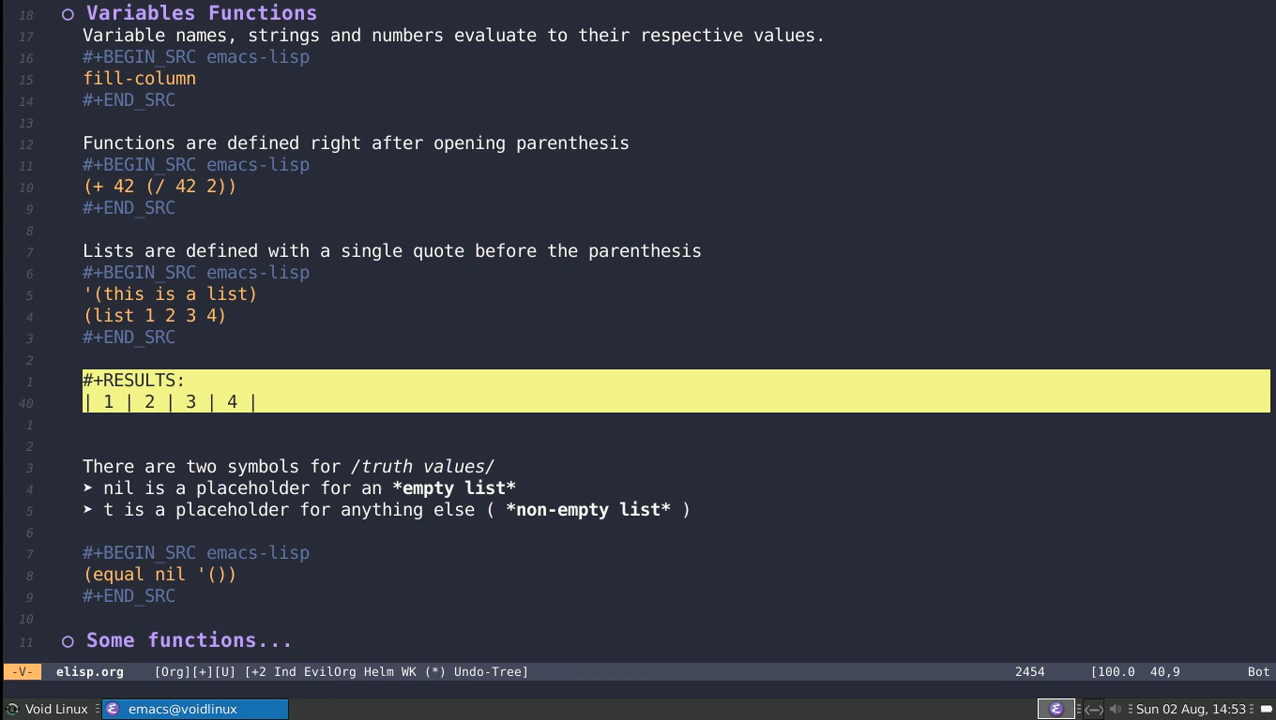 18 ○ Variables Functions
17 Variable names, strings and numbers evaluate to their respective values.
16 #+BEGIN_SRC emacs-lisp
15 fill-column
14 #+END_SRC
13
12 Functions are defined right after opening parenthesis
11 #+BEGIN_SRC emacs-lisp
10 (+ 42 (/ 42 2))
9 #+END_SRC
8
7 Lists are defined with a single quote before the parenthesis
6 #+BEGIN_SRC emacs-lisp
5 '(this is a list)
4 (list 1 2 3 4)
3 #+END_SRC
2
1 #+RESULTS:
40 | 1 | 2 | 3 | 4 |
1
2
3 There are two symbols for /truth values/
4 ➤ nil is a placeholder for an *empty list*
5 ➤ t is a placeholder for anything else ( *non-empty list* )
6
7 #+BEGIN_SRC emacs-lisp
8 (equal nil '())
9 #+END_SRC
10
11 ○ Some functions...
-V- elisp.org [Org][+][U] [+2 Ind EvilOrg Helm WK (*) Undo-Tree] 2454 [100.0 40,9 Bot
Void Linux emacs@voidlinux Sun 02 Aug, 14:53